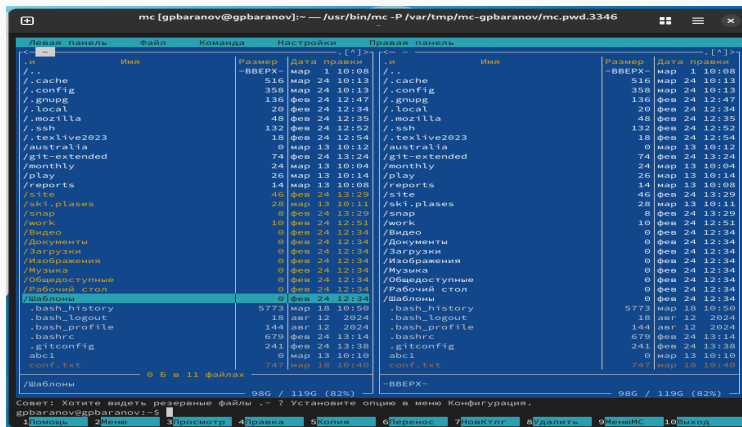 mc [gpbaranov@gpbaranov]:~ — /usr/bin/mc -P /var/tmp/mc-gpbaranov/mc.pwd.3346
Левая панель Файл Команда Настройки Правая панель
<— ~ .[^]> <— ~ .[^]>
.и Имя Размер Дата правки .и Имя Размер Дата правки
/.. -ВВЕРХ- мар 1 10:08 /.. -ВВЕРХ- мар 1 10:08
/.cache 516 мар 24 10:13 /.cache 516 мар 24 10:13
/.config 358 мар 24 10:13 /.config 358 мар 24 10:13
/.gnupg 136 фев 24 12:47 /.gnupg 136 фев 24 12:47
/.local 20 фев 24 12:34 /.local 20 фев 24 12:34
/.mozilla 48 фев 24 12:35 /.mozilla 48 фев 24 12:35
/.ssh 132 фев 24 12:52 /.ssh 132 фев 24 12:52
/.texlive2023 18 фев 24 12:54 /.texlive2023 18 фев 24 12:54
/australia 0 мар 13 10:12 /australia 0 мар 13 10:12
/git-extended 74 фев 24 13:24 /git-extended 74 фев 24 13:24
/monthly 24 мар 13 10:04 /monthly 24 мар 13 10:04
/play 26 мар 13 10:14 /play 26 мар 13 10:14
/reports 14 мар 13 10:08 /reports 14 мар 13 10:08
/site 46 фев 24 13:29 /site 46 фев 24 13:29
/ski.plases 28 мар 13 10:11 /ski.plases 28 мар 13 10:11
/snap 8 фев 24 13:29 /snap 8 фев 24 13:29
/work 10 фев 24 12:51 /work 10 фев 24 12:51
/Видео 0 фев 24 12:34 /Видео 0 фев 24 12:34
/Документы 0 фев 24 12:34 /Документы 0 фев 24 12:34
/Загрузки 0 фев 24 12:34 /Загрузки 0 фев 24 12:34
/Изображения 0 фев 24 12:34 /Изображения 0 фев 24 12:34
/Музыка 0 фев 24 12:34 /Музыка 0 фев 24 12:34
/Общедоступные 0 фев 24 12:34 /Общедоступные 0 фев 24 12:34
/Рабочий стол 0 фев 24 12:34 /Рабочий стол 0 фев 24 12:34
/Шаблоны 0 фев 24 12:34 /Шаблоны 0 фев 24 12:34
.bash_history 5773 мар 18 10:50 .bash_history 5773 мар 18 10:50
.bash_logout 18 авг 12 2024 .bash_logout 18 авг 12 2024
.bash_profile 144 авг 12 2024 .bash_profile 144 авг 12 2024
.bashrc 679 фев 24 13:14 .bashrc 679 фев 24 13:14
.gitconfig 241 фев 24 13:38 .gitconfig 241 фев 24 13:38
abc1 0 мар 13 10:10 abc1 0 мар 13 10:10
conf.txt 747 мар 18 10:40 conf.txt 747 мар 18 10:40
0 Б в 11 файлах
/Шаблоны -ВВЕРХ-
98G / 119G (82%) 98G / 119G (82%)
Совет: Хотите видеть резервные файлы .~ ? Установите опцию в меню Конфигурация.
gpbaranov@gpbaranov:~$
1Помощь 2Меню 3Просмотр 4Правка 5Копия 6Перенос 7НовКтлг 8Удалить 9МенюMC 10Выход